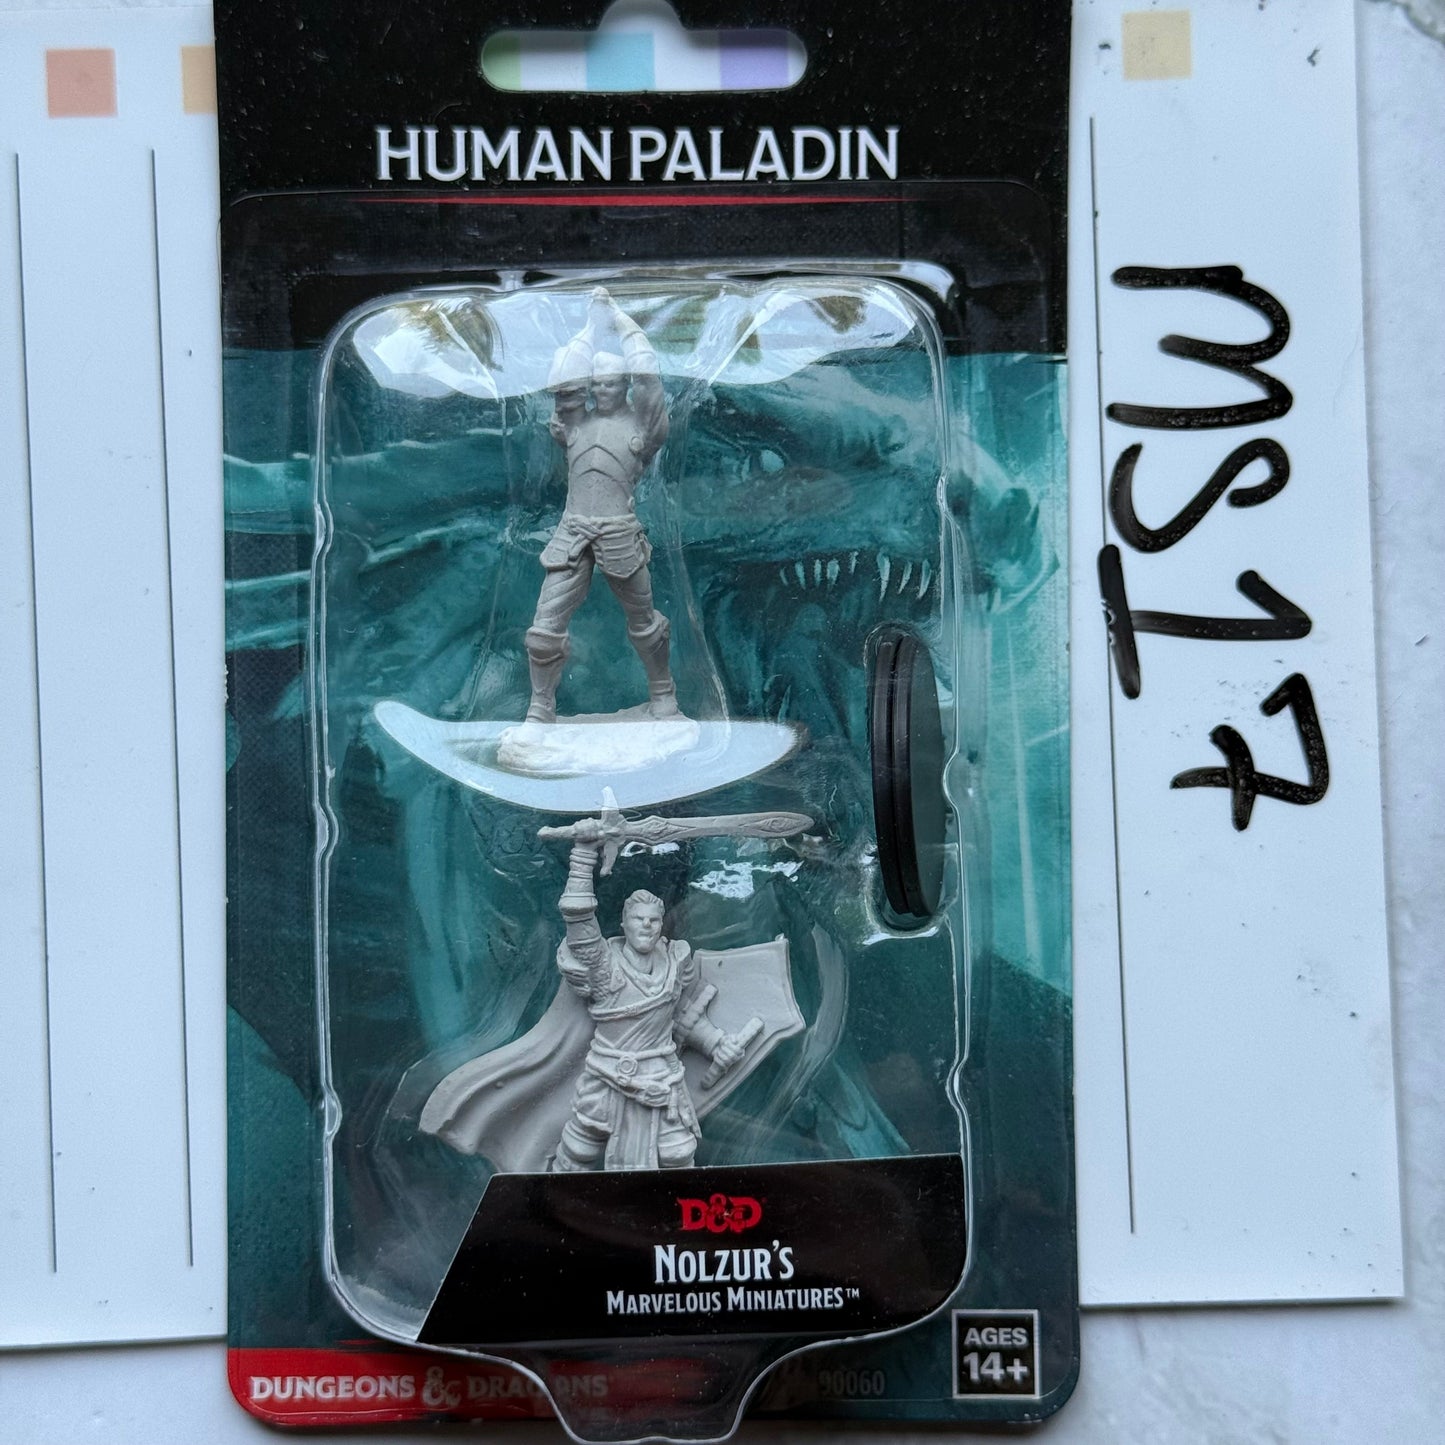 HUMAN PALADIN
MS17
D&D
NOLZUR'S
MARVELOUS MINIATURES™
AGES
14+
DUNGEONS & DRAGONS
90060